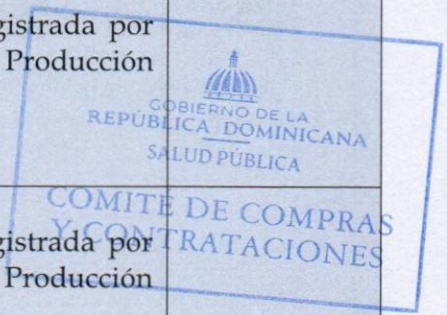 gistrada por
Producción
GOBIERNO DE LA
REPÚBLICA DOMINICANA
SALUD PÚBLICA
COMITE DE COMPRAS
Y CONTRATACIONES
gistrada por
Producción